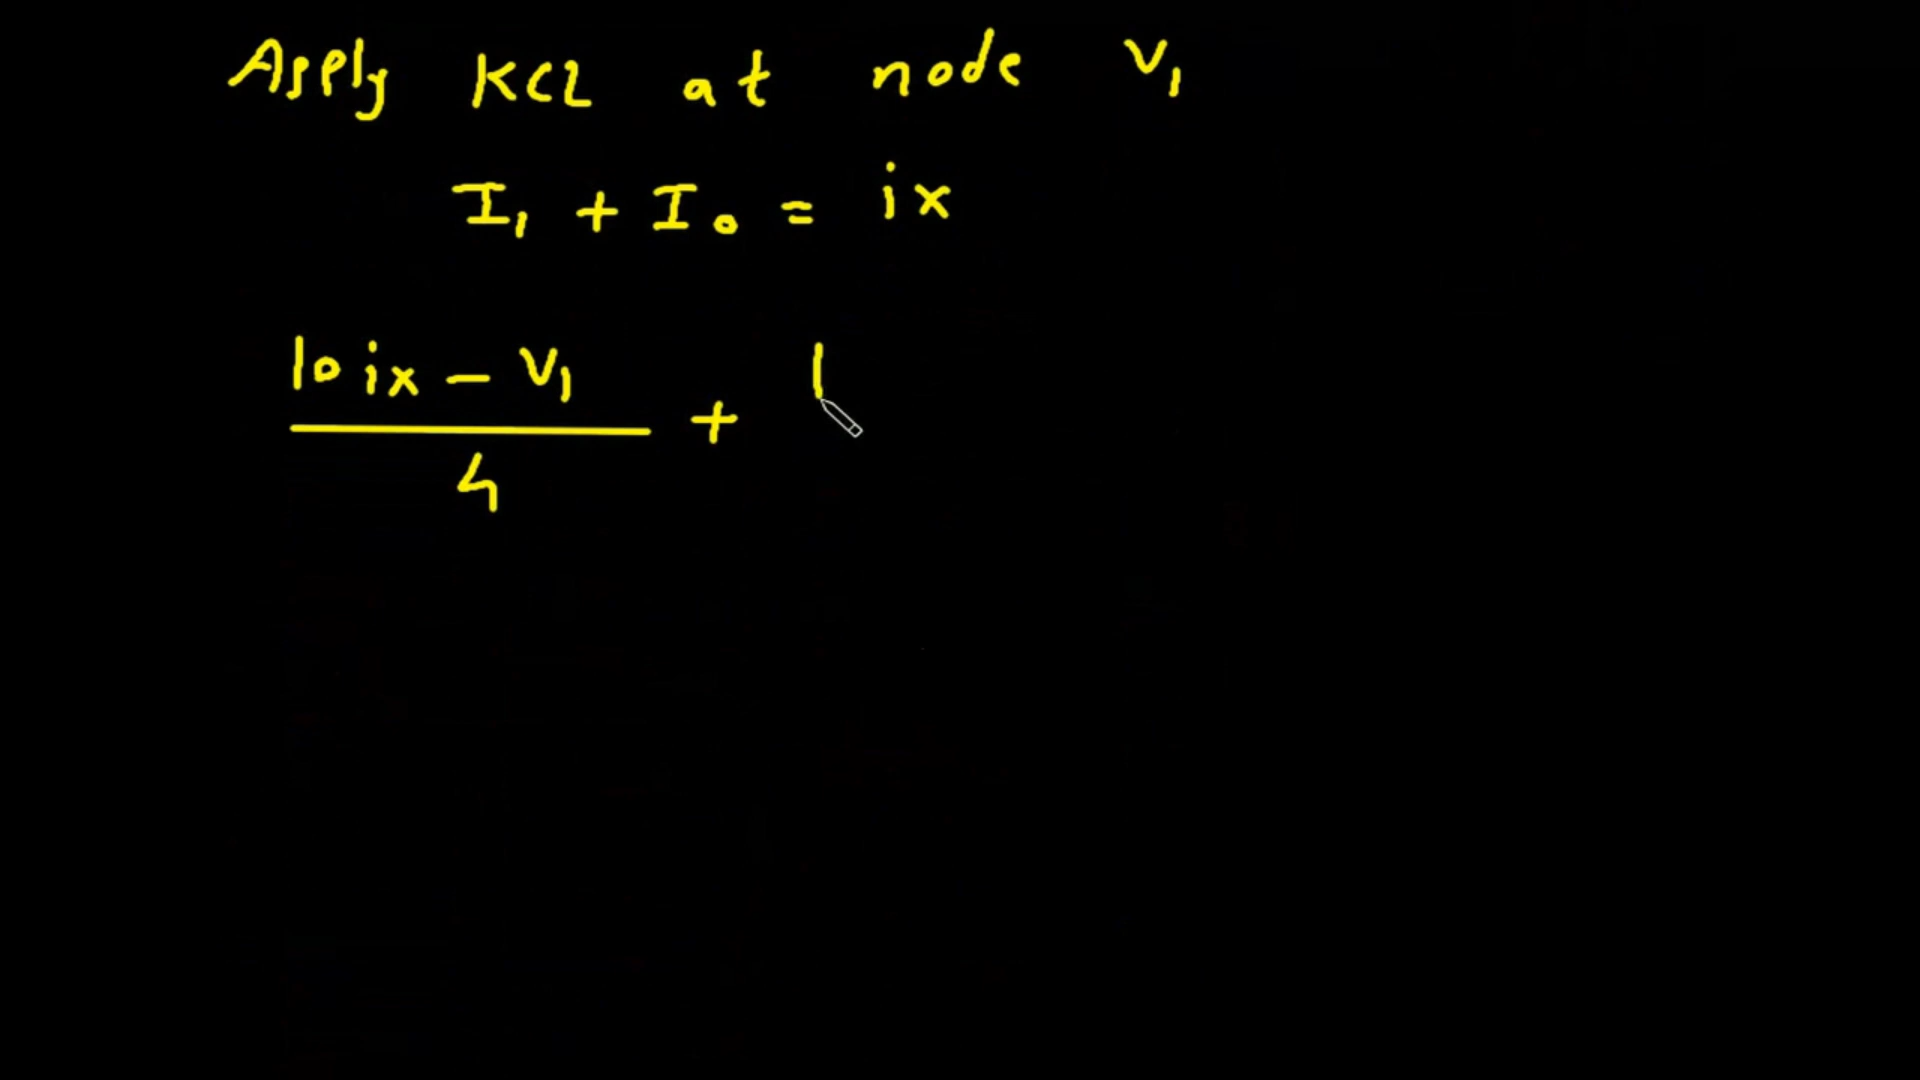 Apply KCL at node V₁
I₁ + I₀ = ix
10ix - V₁
+ 1
4